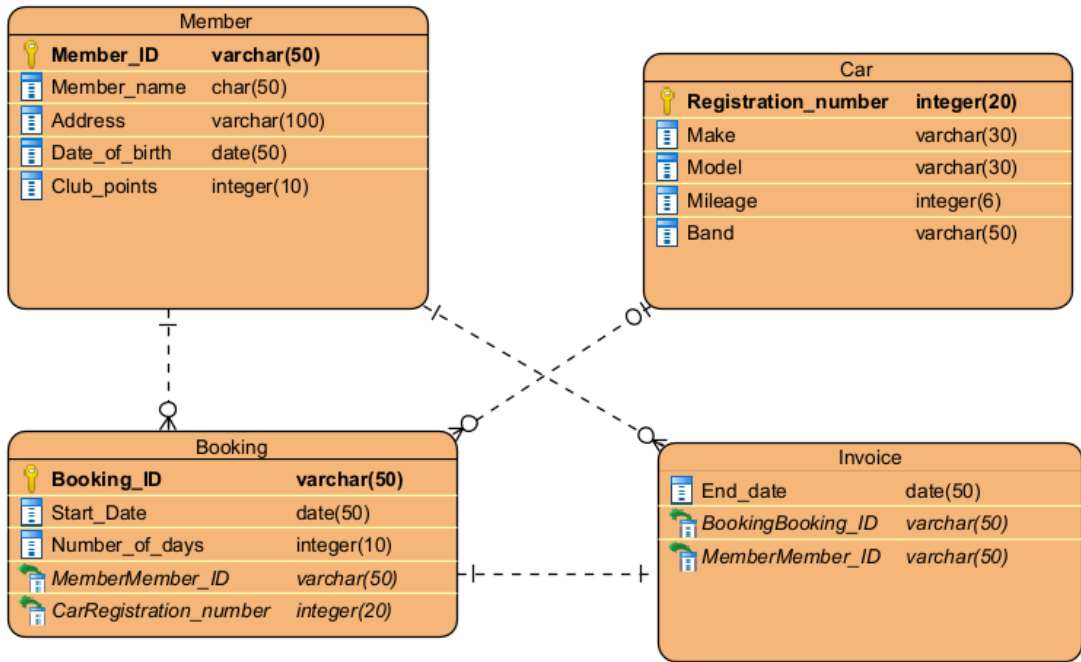 Member
Member_ID varchar(50)
Member_name char(50)
Address varchar(100)
Date_of_birth date(50)
Club_points integer(10)
Car
Registration_number integer(20)
Make varchar(30)
Model varchar(30)
Mileage integer(6)
Band varchar(50)
Booking
Booking_ID varchar(50)
Start_Date date(50)
Number_of_days integer(10)
MemberMember_ID varchar(50)
CarRegistration_number integer(20)
Invoice
End_date date(50)
BookingBooking_ID varchar(50)
MemberMember_ID varchar(50)